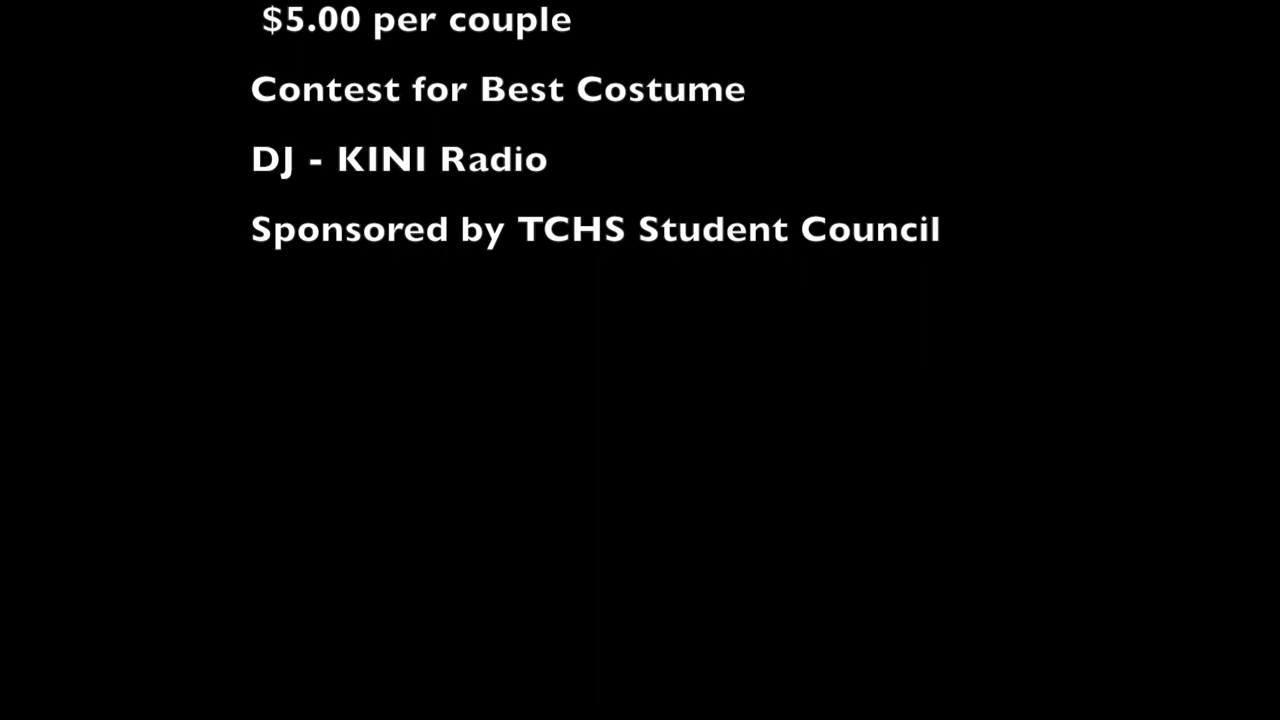 $5.00 per couple
Contest for Best Costume
DJ - KINI Radio
Sponsored by TCHS Student Council